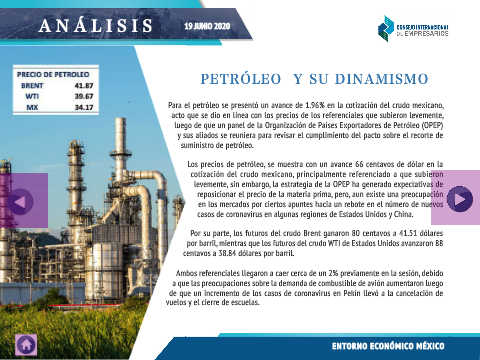 ANÁLISIS
19 JUNIO 2020
CONSEJO INTERNACIONAL
DE EMPRESARIOS
PRECIO DE PETROLEO
BRENT 41.87
WTI 39.67
MX 34.17
PETRÓLEO Y SU DINAMISMO
Para el petróleo se presentó un avance de 1.96% en la cotización del crudo mexicano,
acto que se dio en línea con los precios de los referenciales que subieron levemente,
luego de que un panel de la Organización de Países Exportadores de Petróleo (OPEP)
y sus aliados se reuniera para revisar el cumplimiento del pacto sobre el recorte de
suministro de petróleo.
Los precios de petróleo, se muestra con un avance 66 centavos de dólar en la
cotización del crudo mexicano, principalmente referenciado a que subieron
levemente, sin embargo, la estrategia de la OPEP ha generado expectativas de
reposicionar el precio de la materia prima, pero, aun existe una preocupación
en los mercados por ciertos apuntes hacia un rebote en el número de nuevos
casos de coronavirus en algunas regiones de Estados Unidos y China.
Por su parte, los futuros del crudo Brent ganaron 80 centavos a 41.51 dólares
por barril, mientras que los futuros del crudo WTI de Estados Unidos avanzaron 88
centavos a 38.84 dólares por barril.
Ambos referenciales llegaron a caer cerca de un 2% previamente en la sesión, debido
a que las preocupaciones sobre la demanda de combustible de avión aumentaron luego
de que un incremento de los casos de coronavirus en Pekín llevó a la cancelación de
vuelos y el cierre de escuelas.
ENTORNO ECONÓMICO MÉXICO